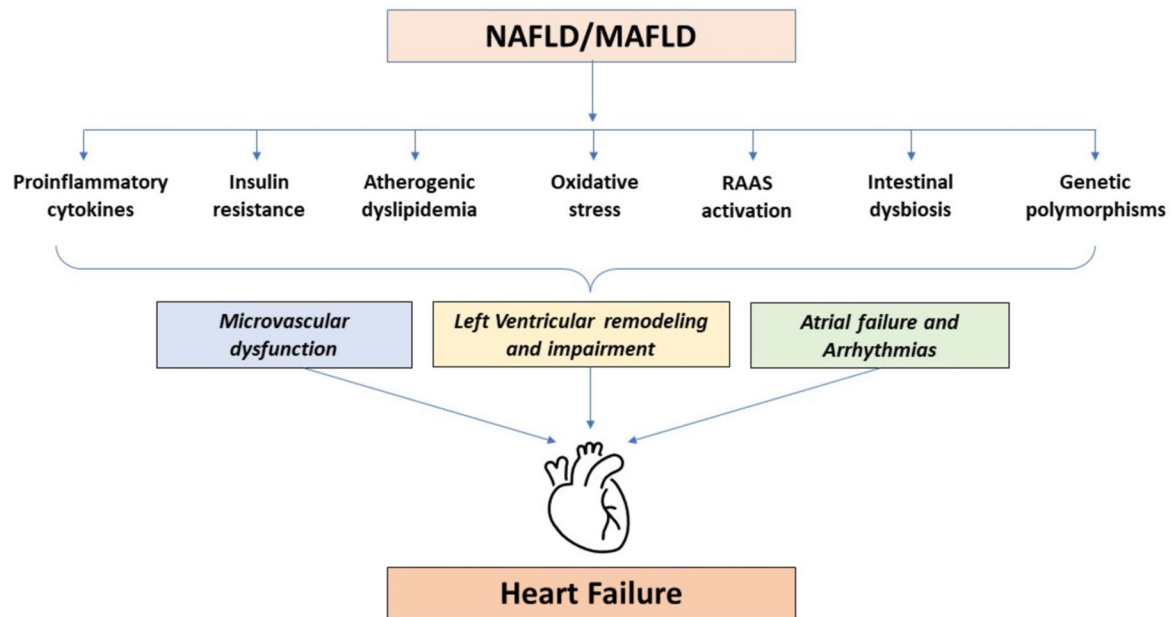 NAFLD/MAFLD
Proinflammatory
cytokines
Insulin
resistance
Atherogenic
dyslipidemia
Oxidative
stress
RAAS
activation
Intestinal
dysbiosis
Genetic
polymorphisms
Microvascular
dysfunction
Left Ventricular remodeling
and impairment
Atrial failure and
Arrhythmias
Heart Failure